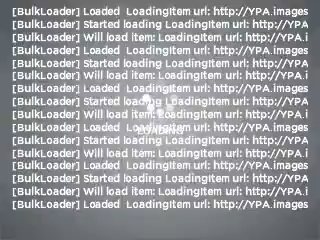 [BulkLoader] Loaded  LoadingItem url: http://YPA.images
[BulkLoader] Started loading LoadingItem url: http://YPA
[BulkLoader] Will load item: LoadingItem url: http://YPA.i
[BulkLoader] Loaded  LoadingItem url: http://YPA.images
[BulkLoader] Started loading LoadingItem url: http://YPA
[BulkLoader] Will load item: LoadingItem url: http://YPA.i
[BulkLoader] Loaded  LoadingItem url: http://YPA.images
[BulkLoader] Started loading LoadingItem url: http://YPA
[BulkLoader] Will load item: LoadingItem url: http://YPA.i
[BulkLoader] Loaded  LoadingItem url: http://YPA.images
LOADING
[BulkLoader] Started loading LoadingItem url: http://YPA
[BulkLoader] Will load item: LoadingItem url: http://YPA.i
[BulkLoader] Loaded  LoadingItem url: http://YPA.images
[BulkLoader] Started loading LoadingItem url: http://YPA
[BulkLoader] Will load item: LoadingItem url: http://YPA.i
[BulkLoader] Loaded  LoadingItem url: http://YPA.images